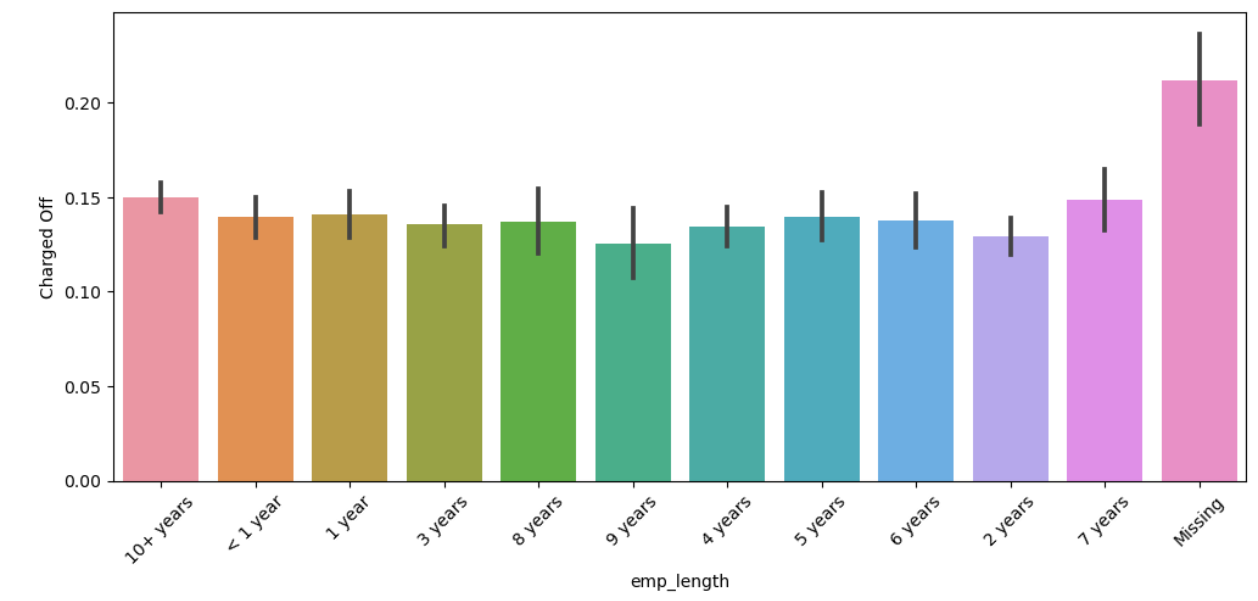 Charged Off
0.20
0.15
0.10
0.05
0.00
10+ years
< 1 year
1 year
3 years
8 years
9 years
4 years
5 years
6 years
2 years
7 years
Missing
emp_length